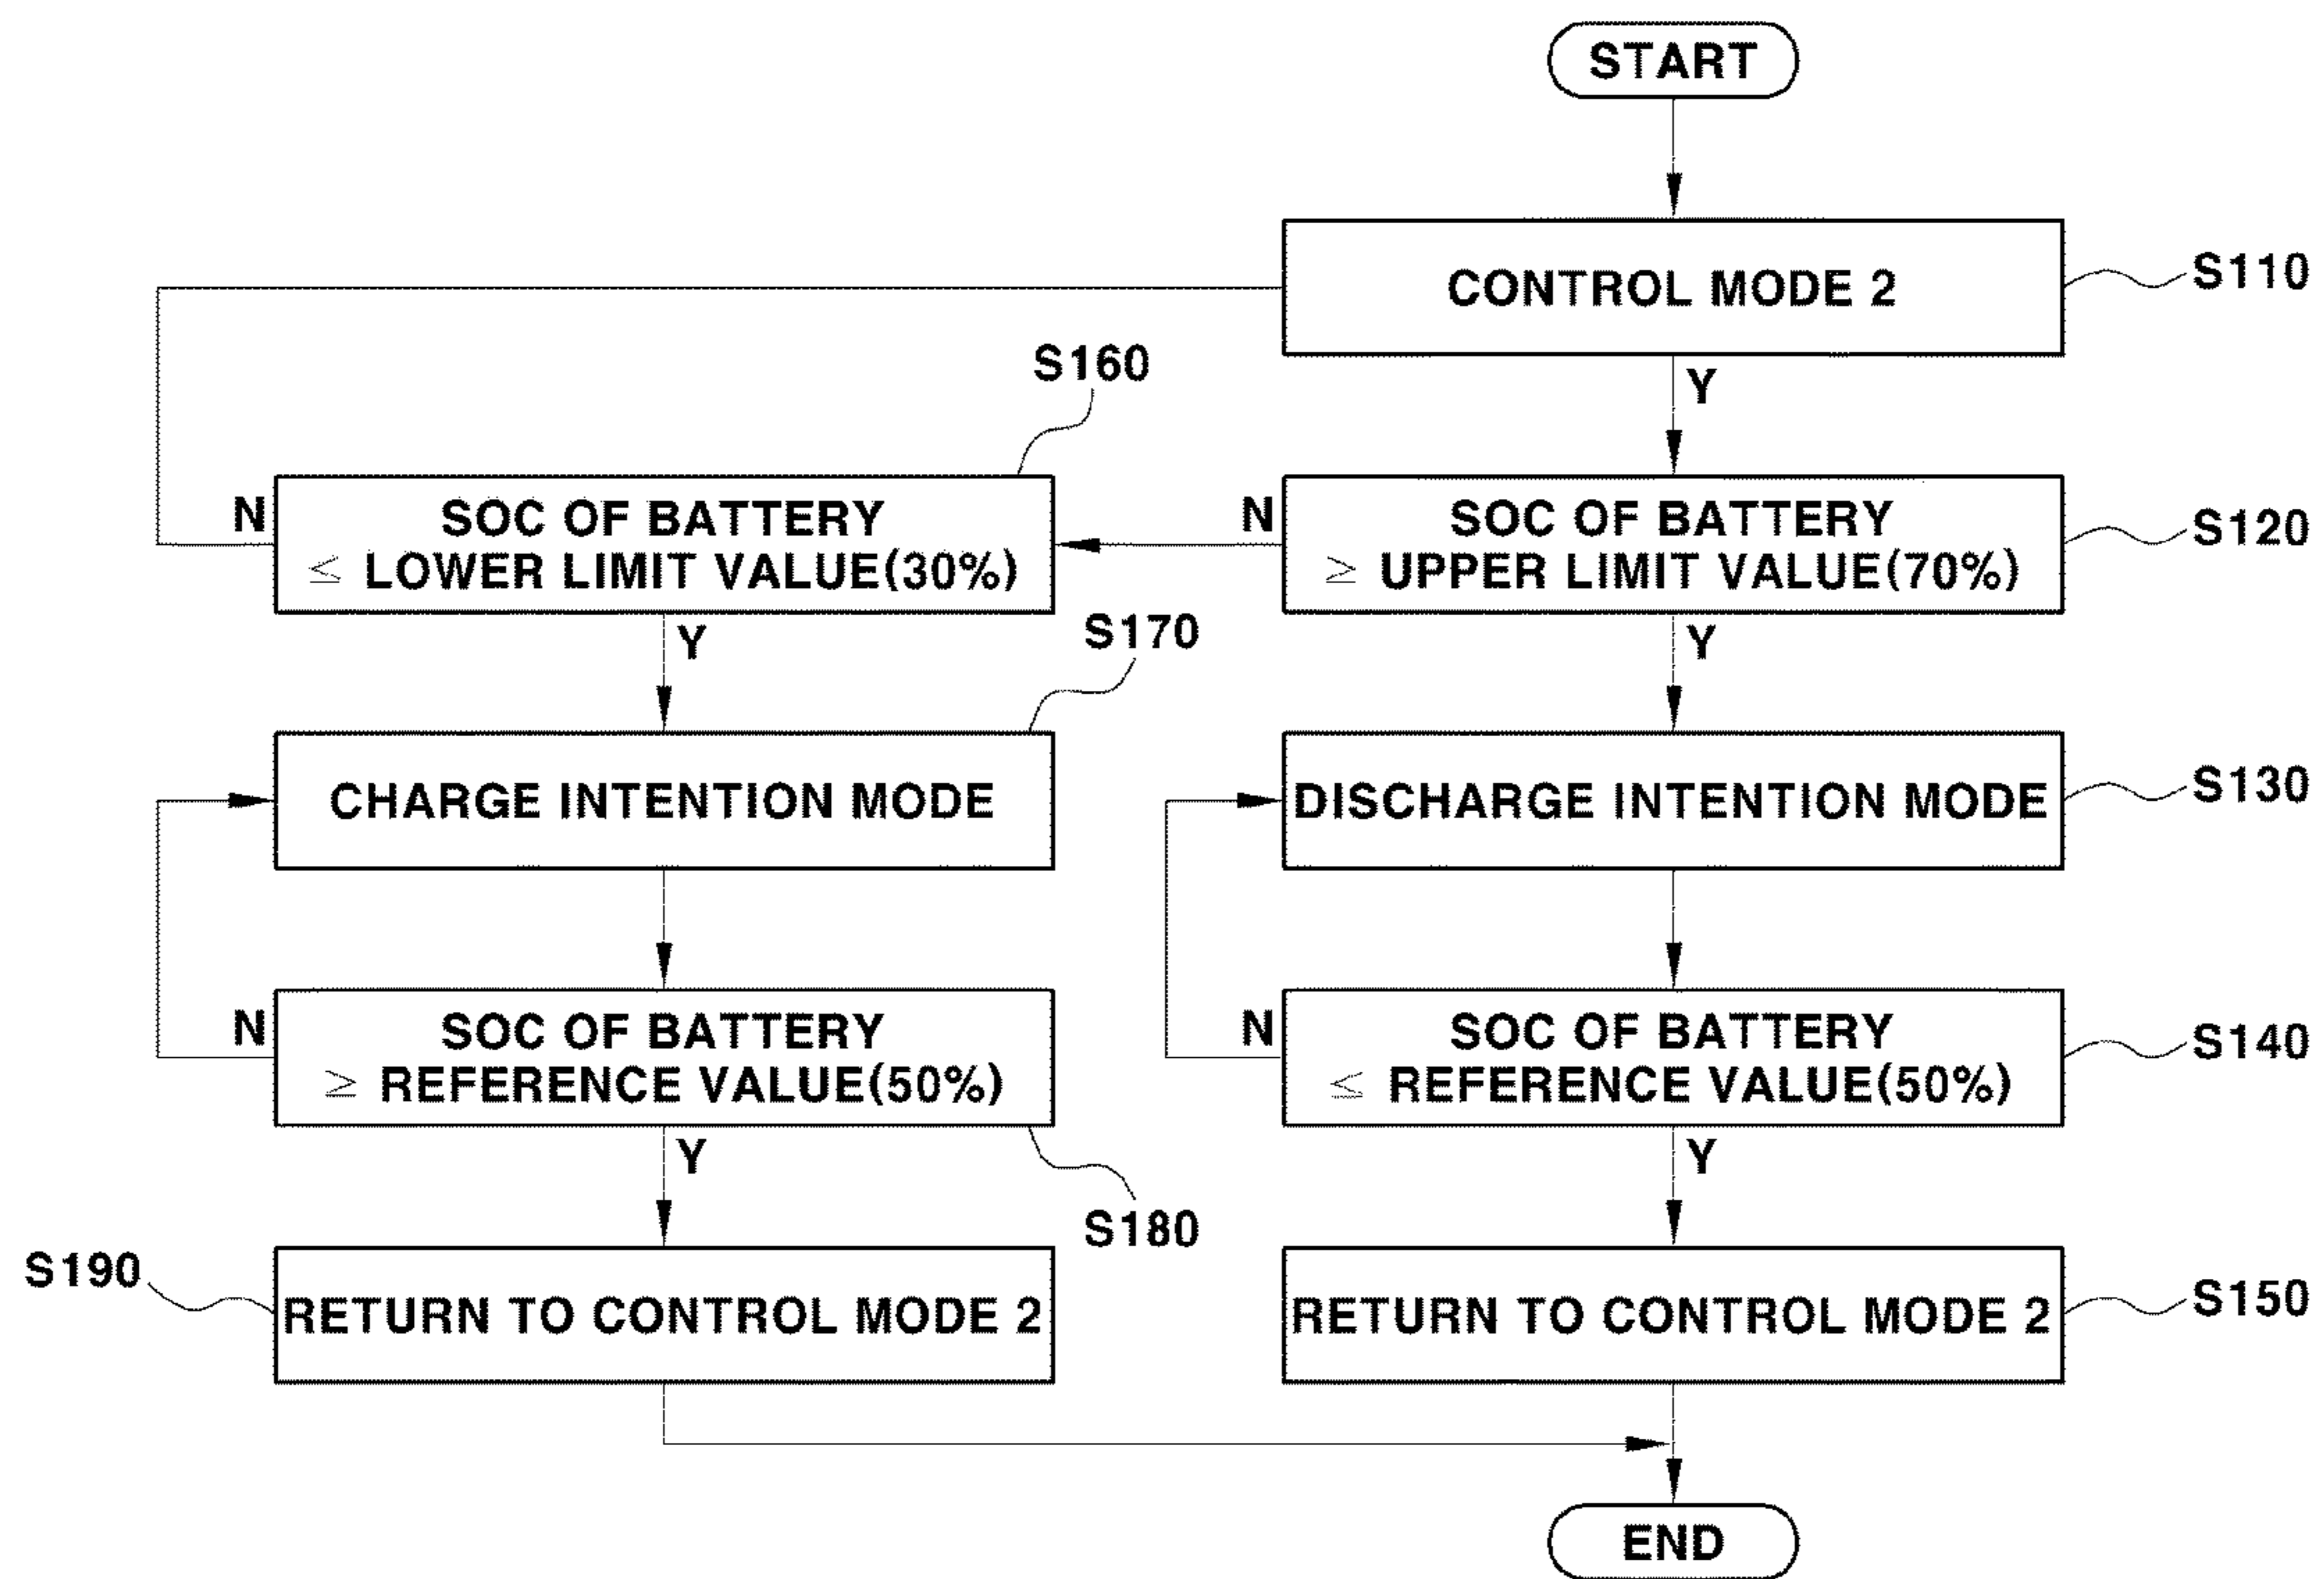 START
CONTROL MODE 2
S110
Y
S160
N
SOC OF BATTERY
≤ LOWER LIMIT VALUE(30%)
N
SOC OF BATTERY
≥ UPPER LIMIT VALUE(70%)
S120
Y
S170
Y
CHARGE INTENTION MODE
DISCHARGE INTENTION MODE
S130
N
SOC OF BATTERY
≥ REFERENCE VALUE(50%)
N
SOC OF BATTERY
≤ REFERENCE VALUE(50%)
S140
Y
S180
Y
S190
RETURN TO CONTROL MODE 2
RETURN TO CONTROL MODE 2
S150
END